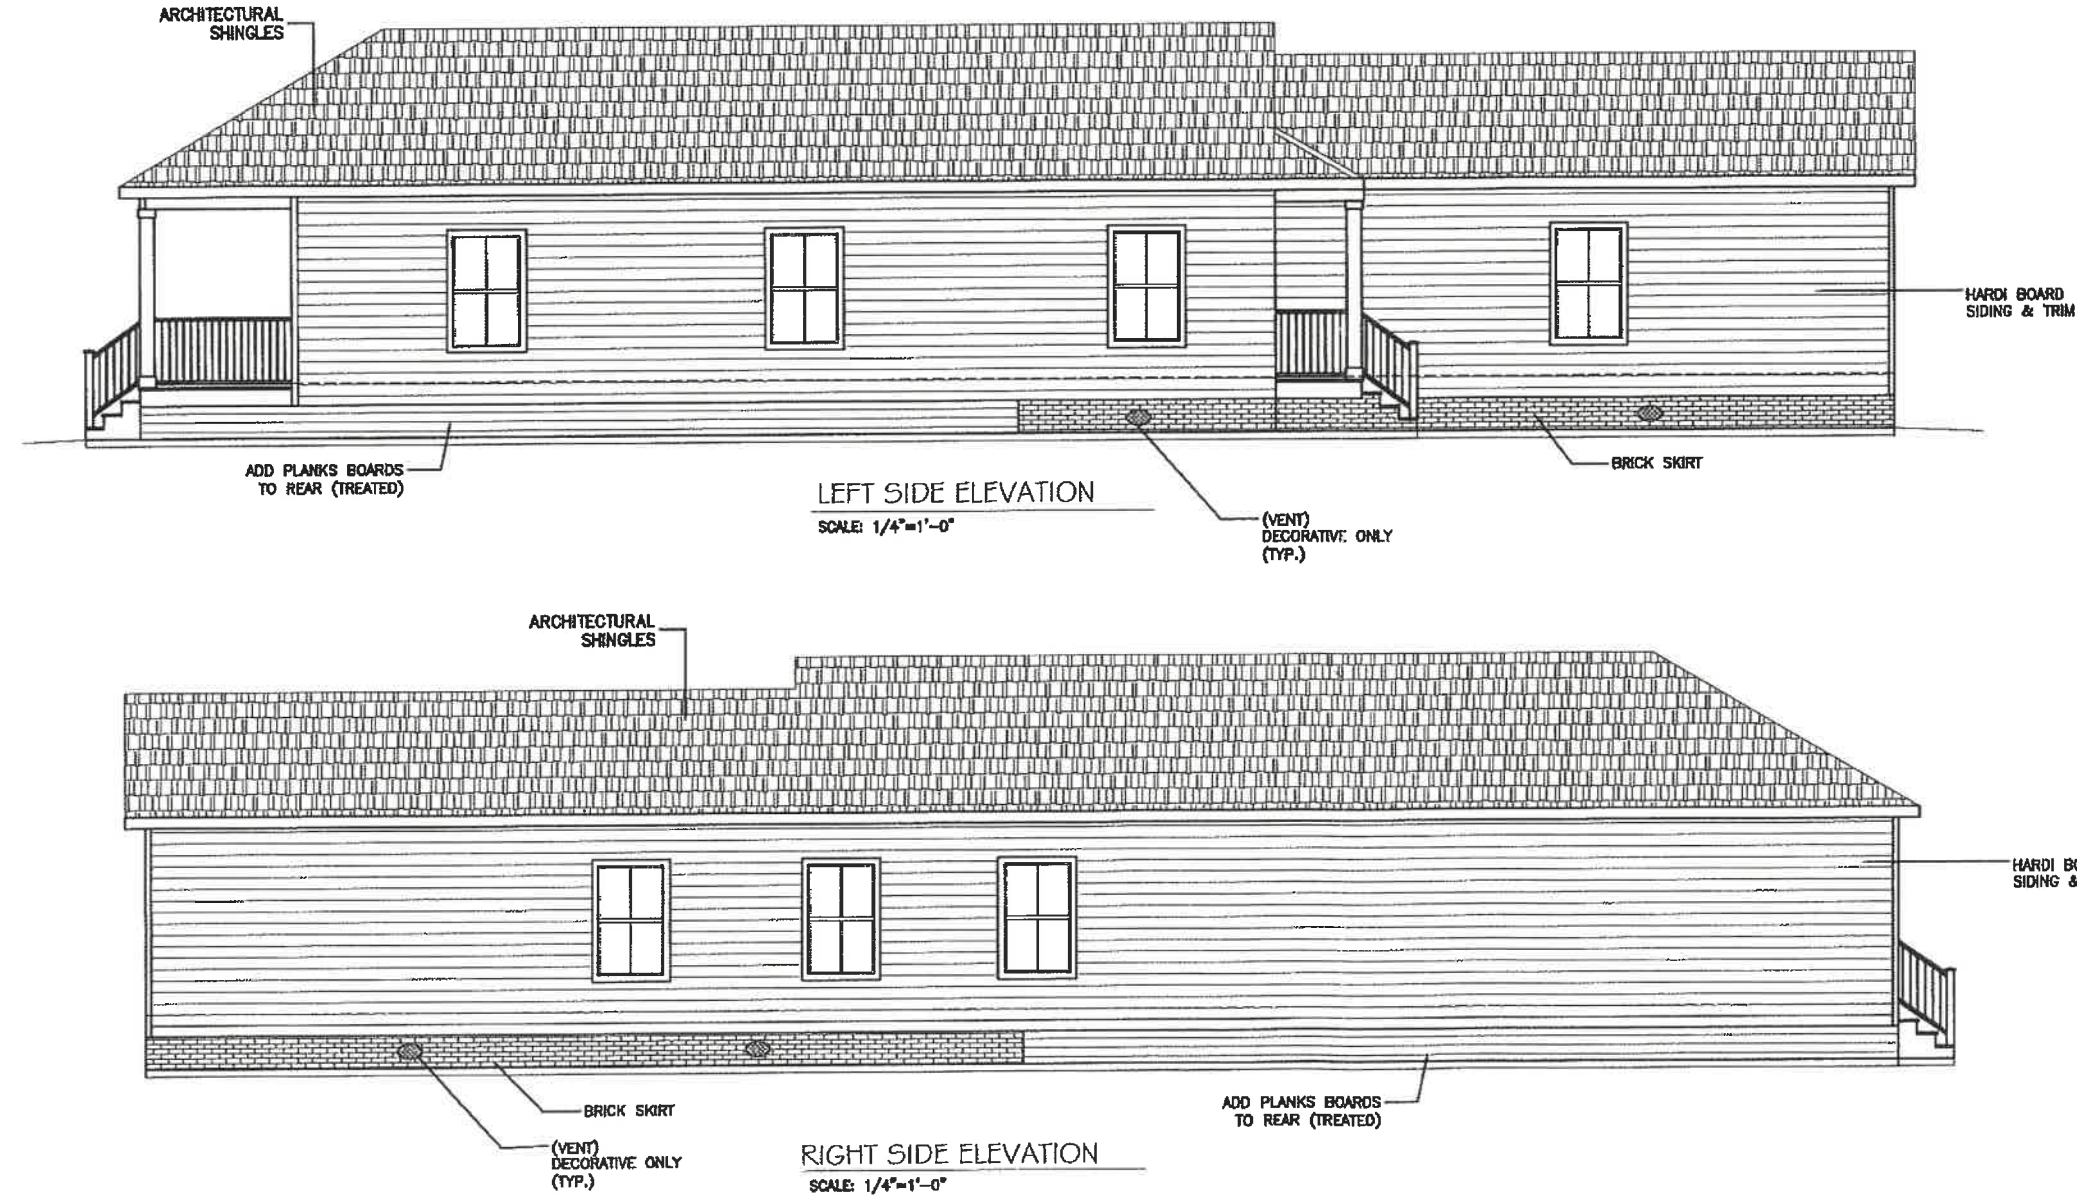 ARCHITECTURAL
SHINGLES
HARDI BOARD
SIDING & TRIM
ADD PLANKS BOARDS
TO REAR (TREATED)
BRICK SKIRT
LEFT SIDE ELEVATION
SCALE: 1/4"=1'-0"
(VENT)
DECORATIVE ONLY
(TYP.)
ARCHITECTURAL
SHINGLES
HARDI
SIDING &
ADD PLANKS BOARDS
TO REAR (TREATED)
BRICK SKIRT
(VENT)
DECORATIVE ONLY
(TYP.)
RIGHT SIDE ELEVATION
SCALE: 1/4"=1'-0"